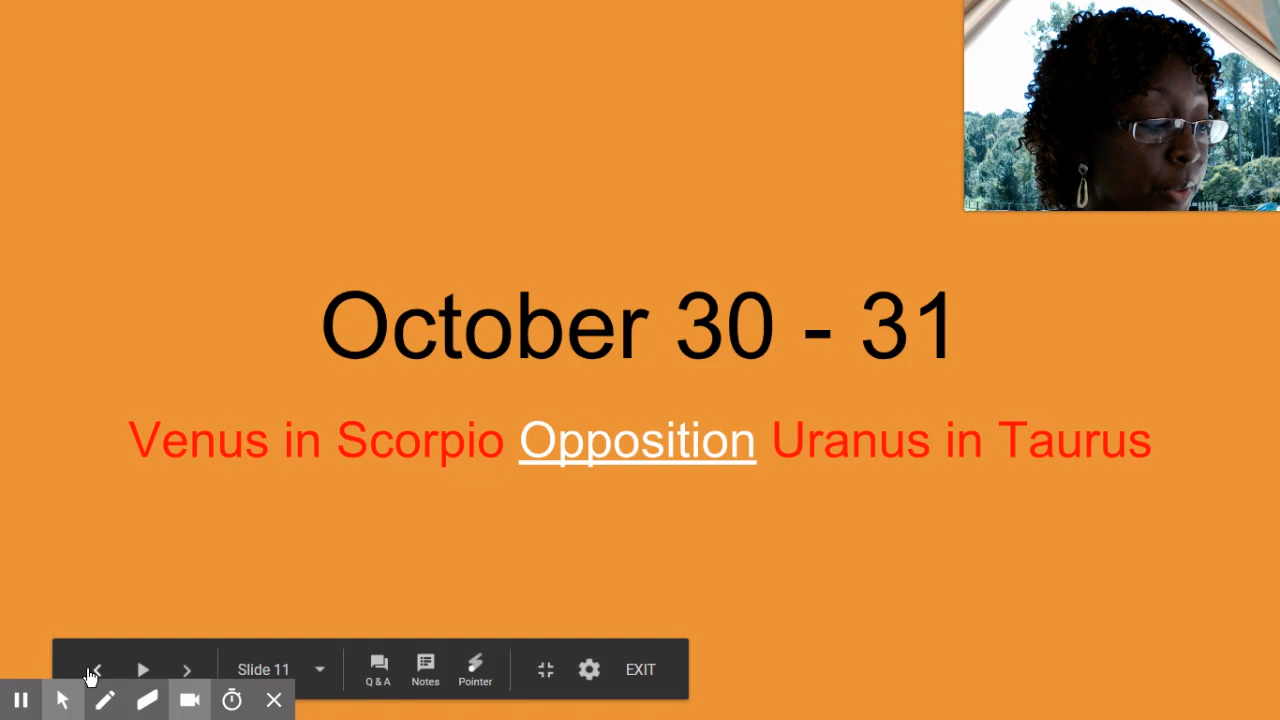 October 30 - 31
Venus in Scorpio Opposition Uranus in Taurus
Slide 11
Q & A
Notes
Pointer
EXIT